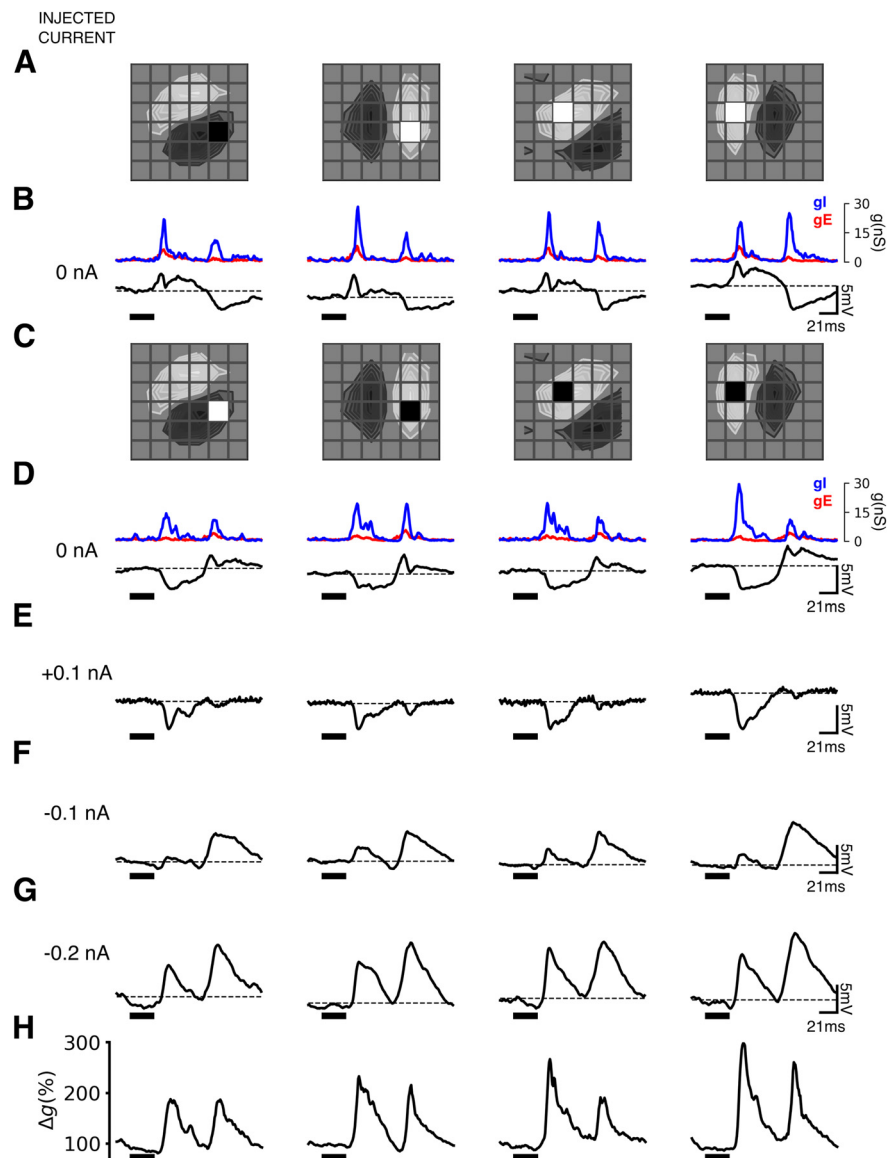 INJECTED
CURRENT
A
B
gI
gE
30
15
0
g(nS)
0 nA
5mV
21ms
C
D
gI
gE
30
15
0
g(nS)
0 nA
5mV
21ms
E
+0.1 nA
5mV
21ms
F
-0.1 nA
5mV
21ms
G
-0.2 nA
5mV
21ms
H
300
200
100
Δg(%)